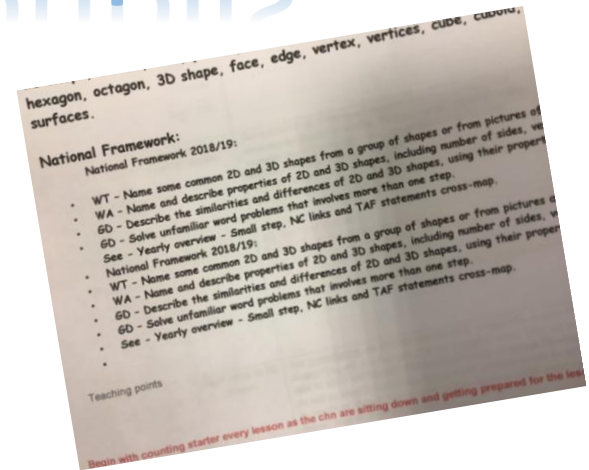 hexagon, octagon, 3D shape, face, edge, vertex, vertices, cube, cuboid,
surfaces.
National Framework:
National Framework 2018/19:
WT - Name some common 2D and 3D shapes from a group of shapes or from pictures of
WA - Name and describe properties of 2D and 3D shapes, including number of sides,
GD - Describe the similarities and differences of 2D and 3D shapes, using their
GD - Solve unfamiliar word problems that involves more than one step.
See - Yearly overview - Small step, NC links and TAF statements cross-map.
National Framework 2018/19:
WT - Name some common 2D and 3D shapes from a group of shapes or from pictures
WA - Name and describe properties of 2D and 3D shapes, including number of sides,
GD - Describe the similarities and differences of 2D and 3D shapes, using their
GD - Solve unfamiliar word problems that involves more than one step.
See - Yearly overview - Small step, NC links and TAF statements cross-map.
Teaching points
Begin with counting starter every lesson as the chn are sitting down and getting prepared for the